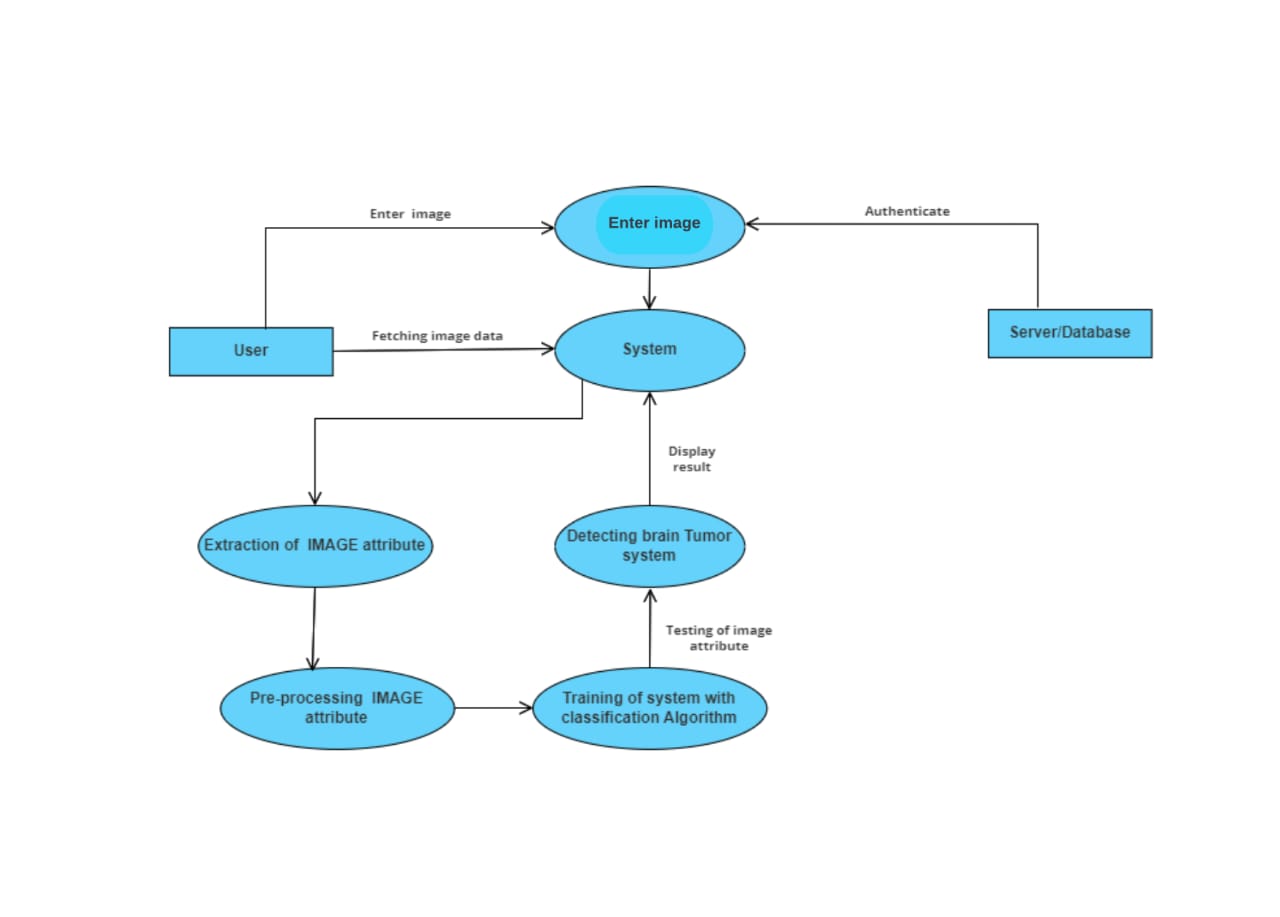 Enter image
Enter image
Authenticate
User
Fetching image data
System
Server/Database
Display
result
Extraction of IMAGE attribute
Detecting brain Tumor
system
Testing of image
attribute
Pre-processing IMAGE
attribute
Training of system with
classification Algorithm